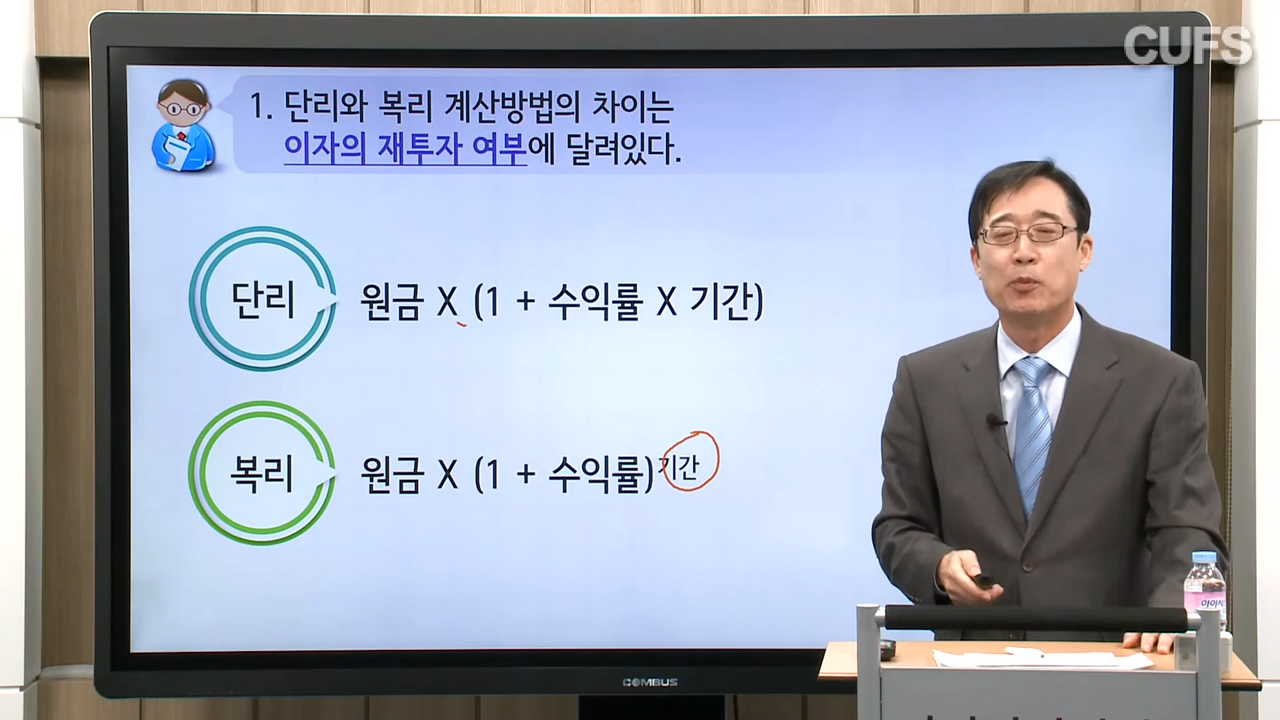 CUFS
1. 단리와 복리 계산방법의 차이는
이자의 재투자 여부에 달려있다.
단리
원금 X (1 + 수익률 X 기간)
복리
원금 X (1 + 수익률)기간
COMBUS